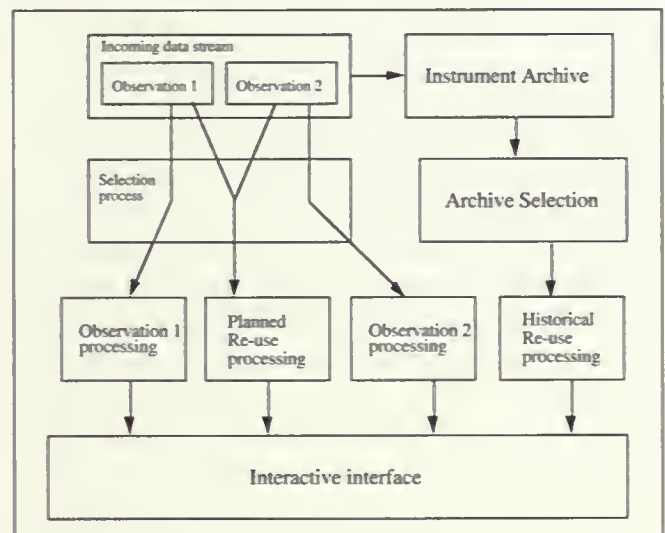 Incoming data stream
Observation 1
Observation 2
Instrument Archive
Selection
process
Archive Selection
Observation 1
processing
Planned
Re-use
processing
Observation 2
processing
Historical
Re-use
processing
Interactive interface